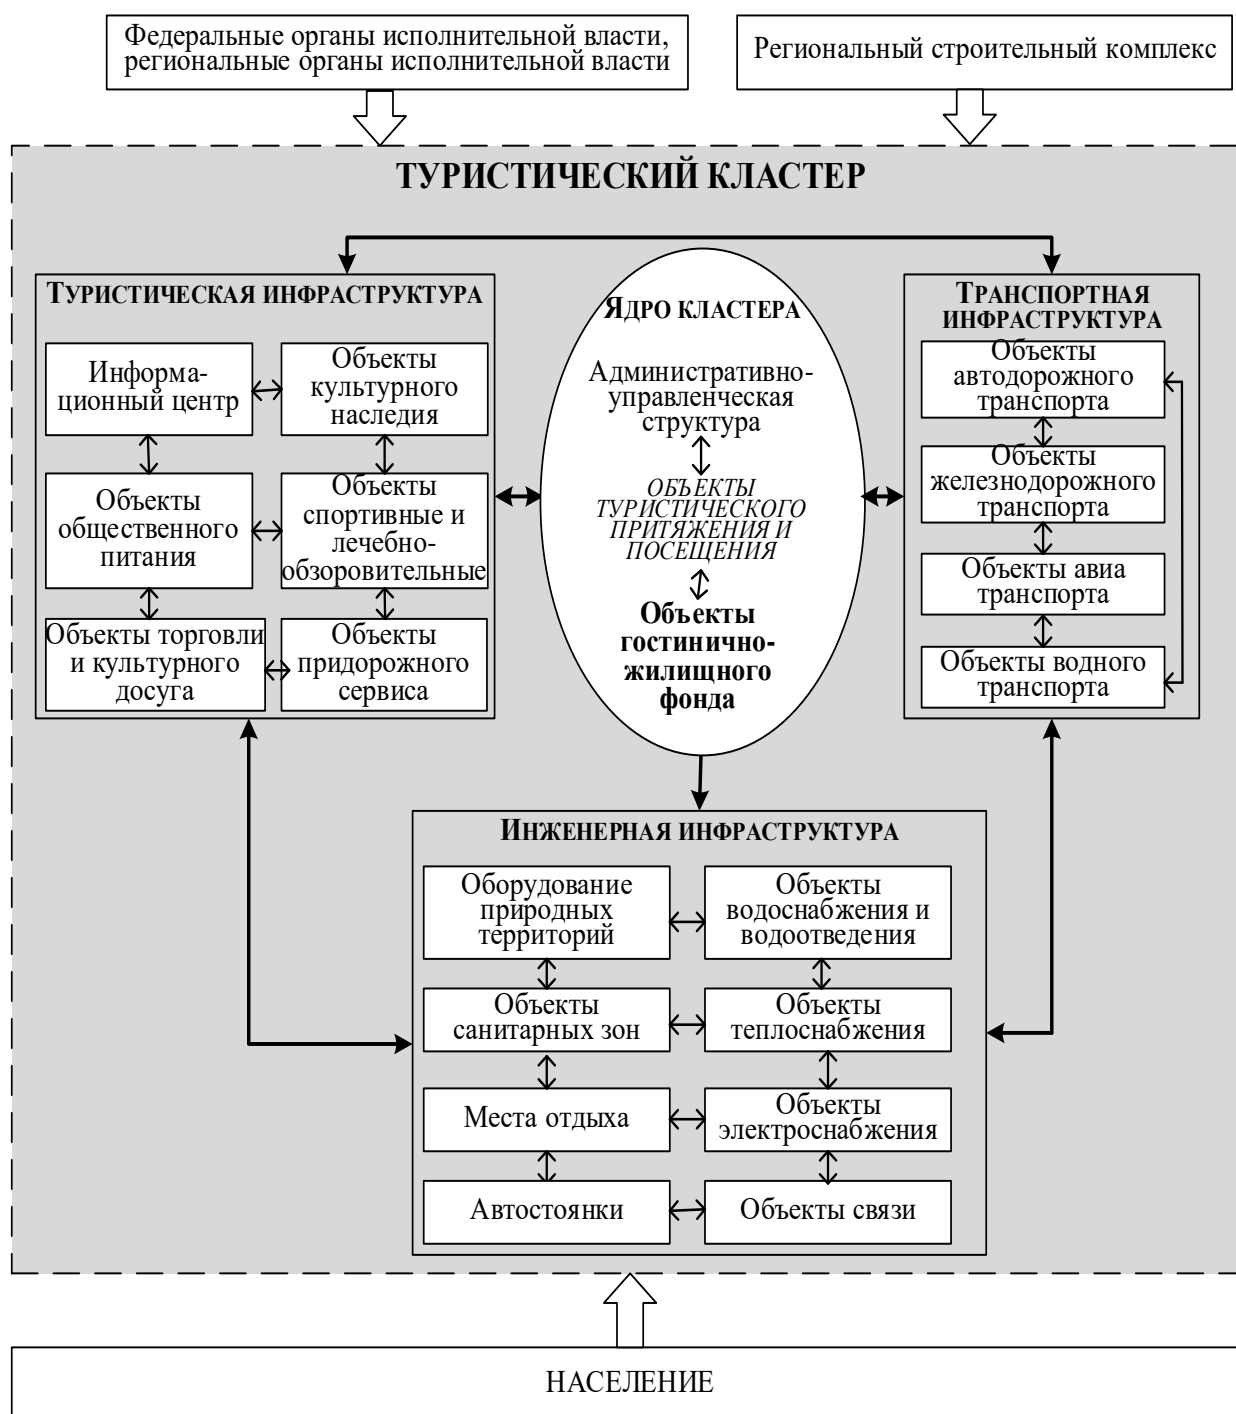 Федеральные органы исполнительной власти,
региональные органы исполнительной власти
Региональный строительный комплекс
ТУРИСТИЧЕСКИЙ КЛАСТЕР
ТУРИСТИЧЕСКАЯ ИНФРАСТРУКТУРА
Информа-
ционный центр
Объекты
культурного
наследия
Объекты
общественного
питания
Объекты
спортивные и
лечебно-
обзоровительные
Объекты торговли
и культурного
досуга
Объекты
придорожного
сервиса
ЯДРО КЛАСТЕРА
Административно-
управленческая
структура
ОБЪЕКТЫ
ТУРИСТИЧЕСКОГО
ПРИТЯЖЕНИЯ И
ПОСЕЩЕНИЯ
Объекты
гостинично-
жилищного
фонда
ТРАНСПОРТНАЯ
ИНФРАСТРУКТУРА
Объекты
автодорожного
транспорта
Объекты
железнодорожного
транспорта
Объекты авиа
транспорта
Объекты водного
транспорта
ИНЖЕНЕРНАЯ ИНФРАСТРУКТУРА
Оборудование
природных
территорий
Объекты
водоснабжения и
водоотведения
Объекты
санитарных зон
Объекты
теплоснабжения
Места отдыха
Объекты
электроснабжения
Автостоянки
Объекты связи
НАСЕЛЕНИЕ